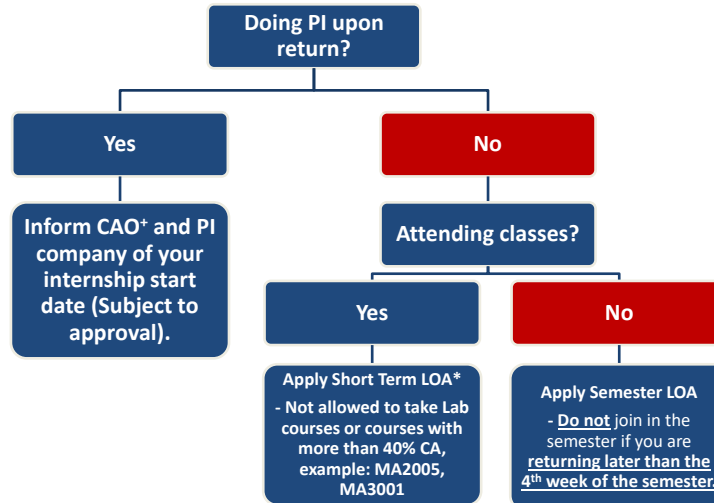 Doing PI upon
return?
Yes
No
Inform CAO⁺ and PI
company of your
internship start
date (Subject to
approval).
Attending classes?
Yes
No
Apply Short Term LOA*
- Not allowed to take Lab
courses or courses with
more than 40% CA,
example: MA2005,
MA3001
Apply Semester LOA
- Do not join in the
semester if you are
returning later than the
4th week of the semester.